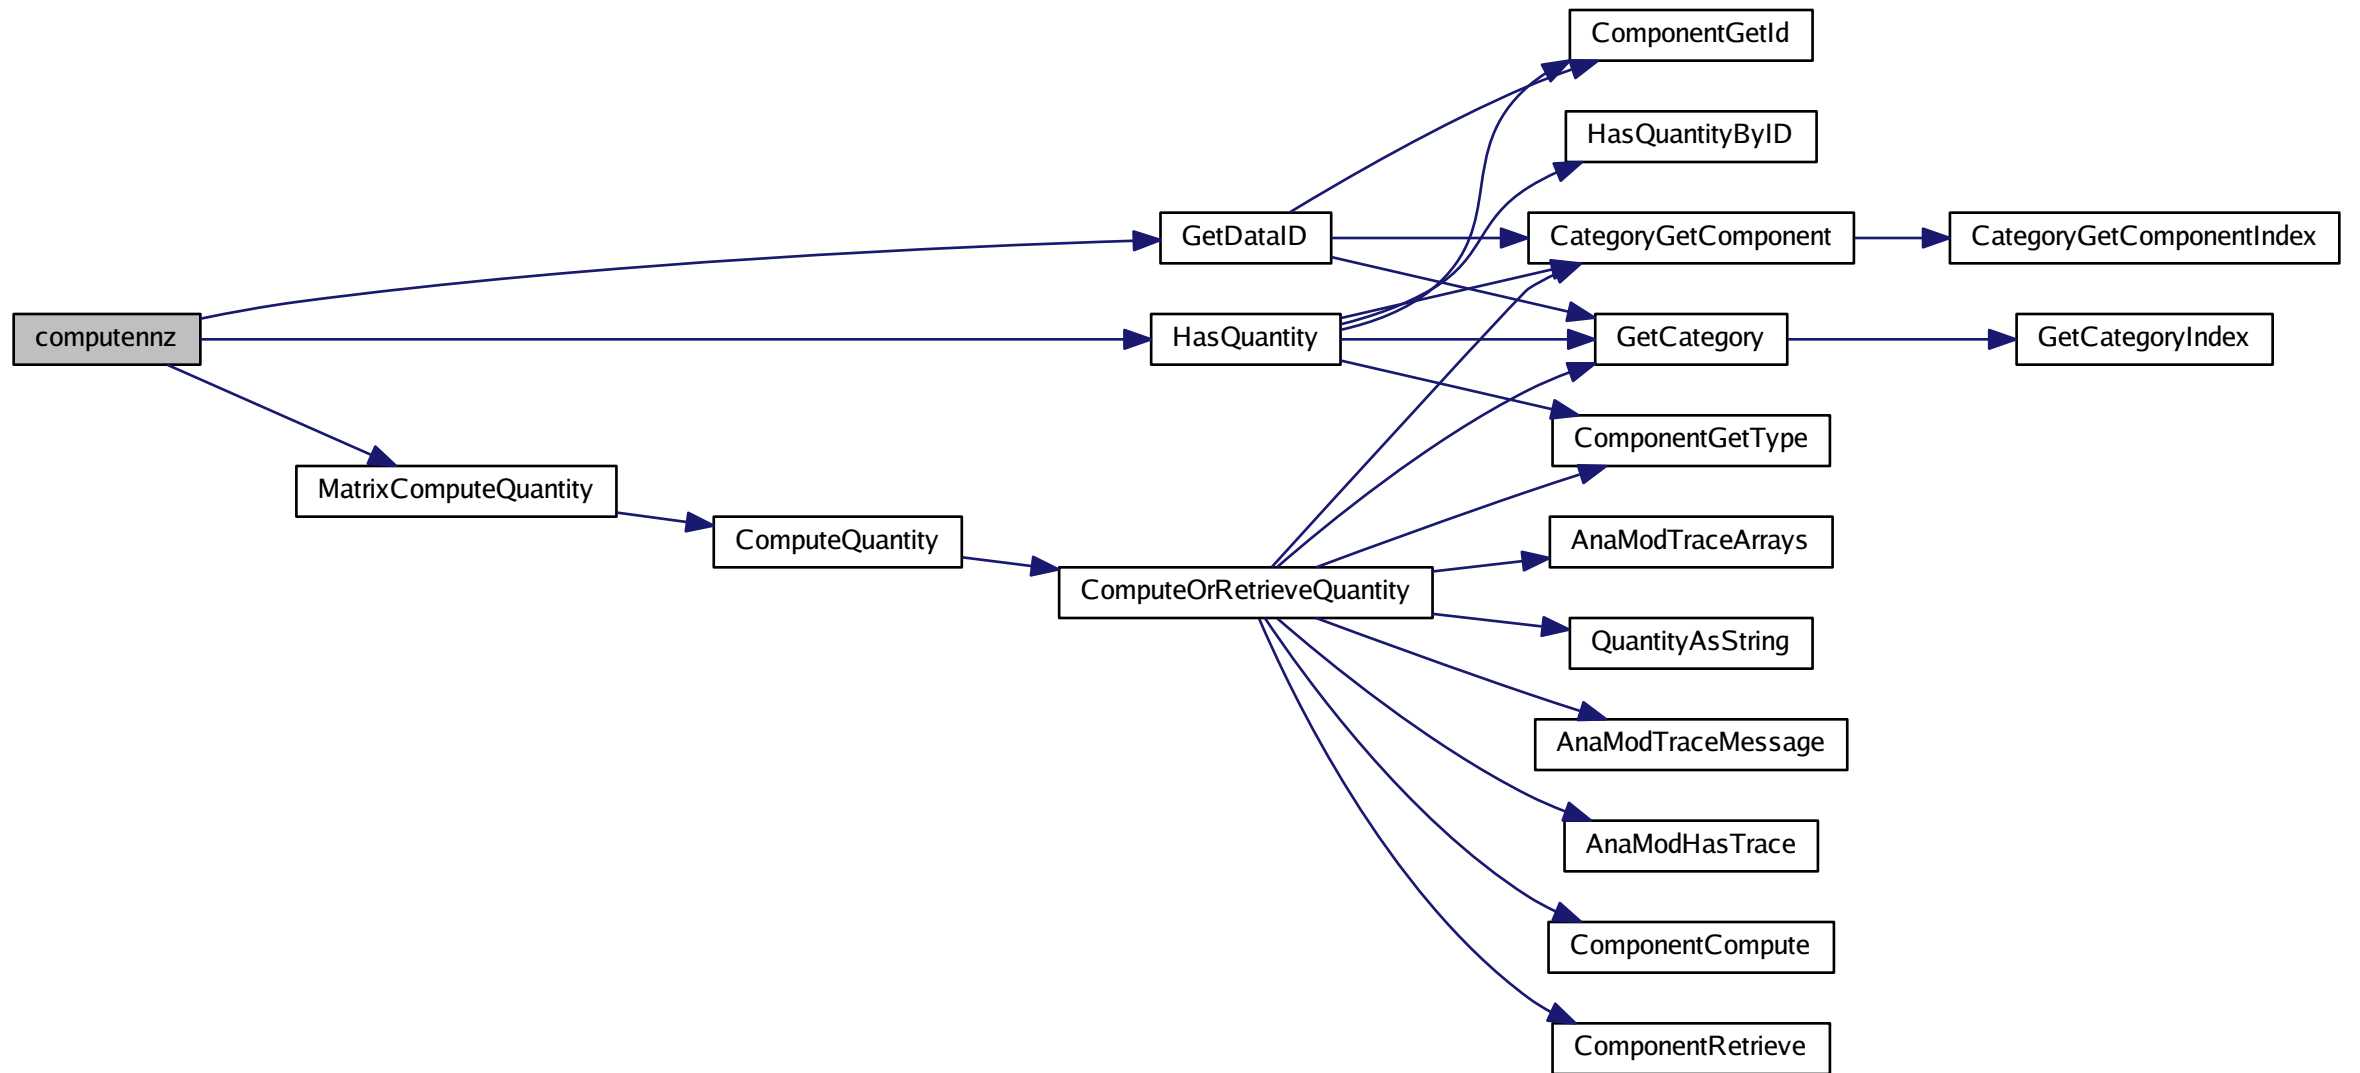 ComponentGetId
HasQuantityByID
GetDataID
CategoryGetComponent
CategoryGetComponentIndex
computennz
HasQuantity
GetCategory
GetCategoryIndex
ComponentGetType
MatrixComputeQuantity
ComputeQuantity
AnaModTraceArrays
ComputeOrRetrieveQuantity
QuantityAsString
AnaModTraceMessage
AnaModHasTrace
ComponentCompute
ComponentRetrieve